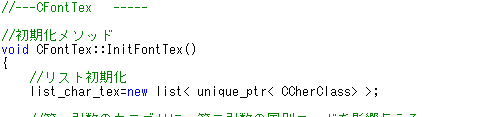 //---CFontTex   -----
//初期化メソッド
void CFontTex::InitFontTex()
{
//リスト初期化
list_char_tex=new list< unique_ptr< CCherClass> >;